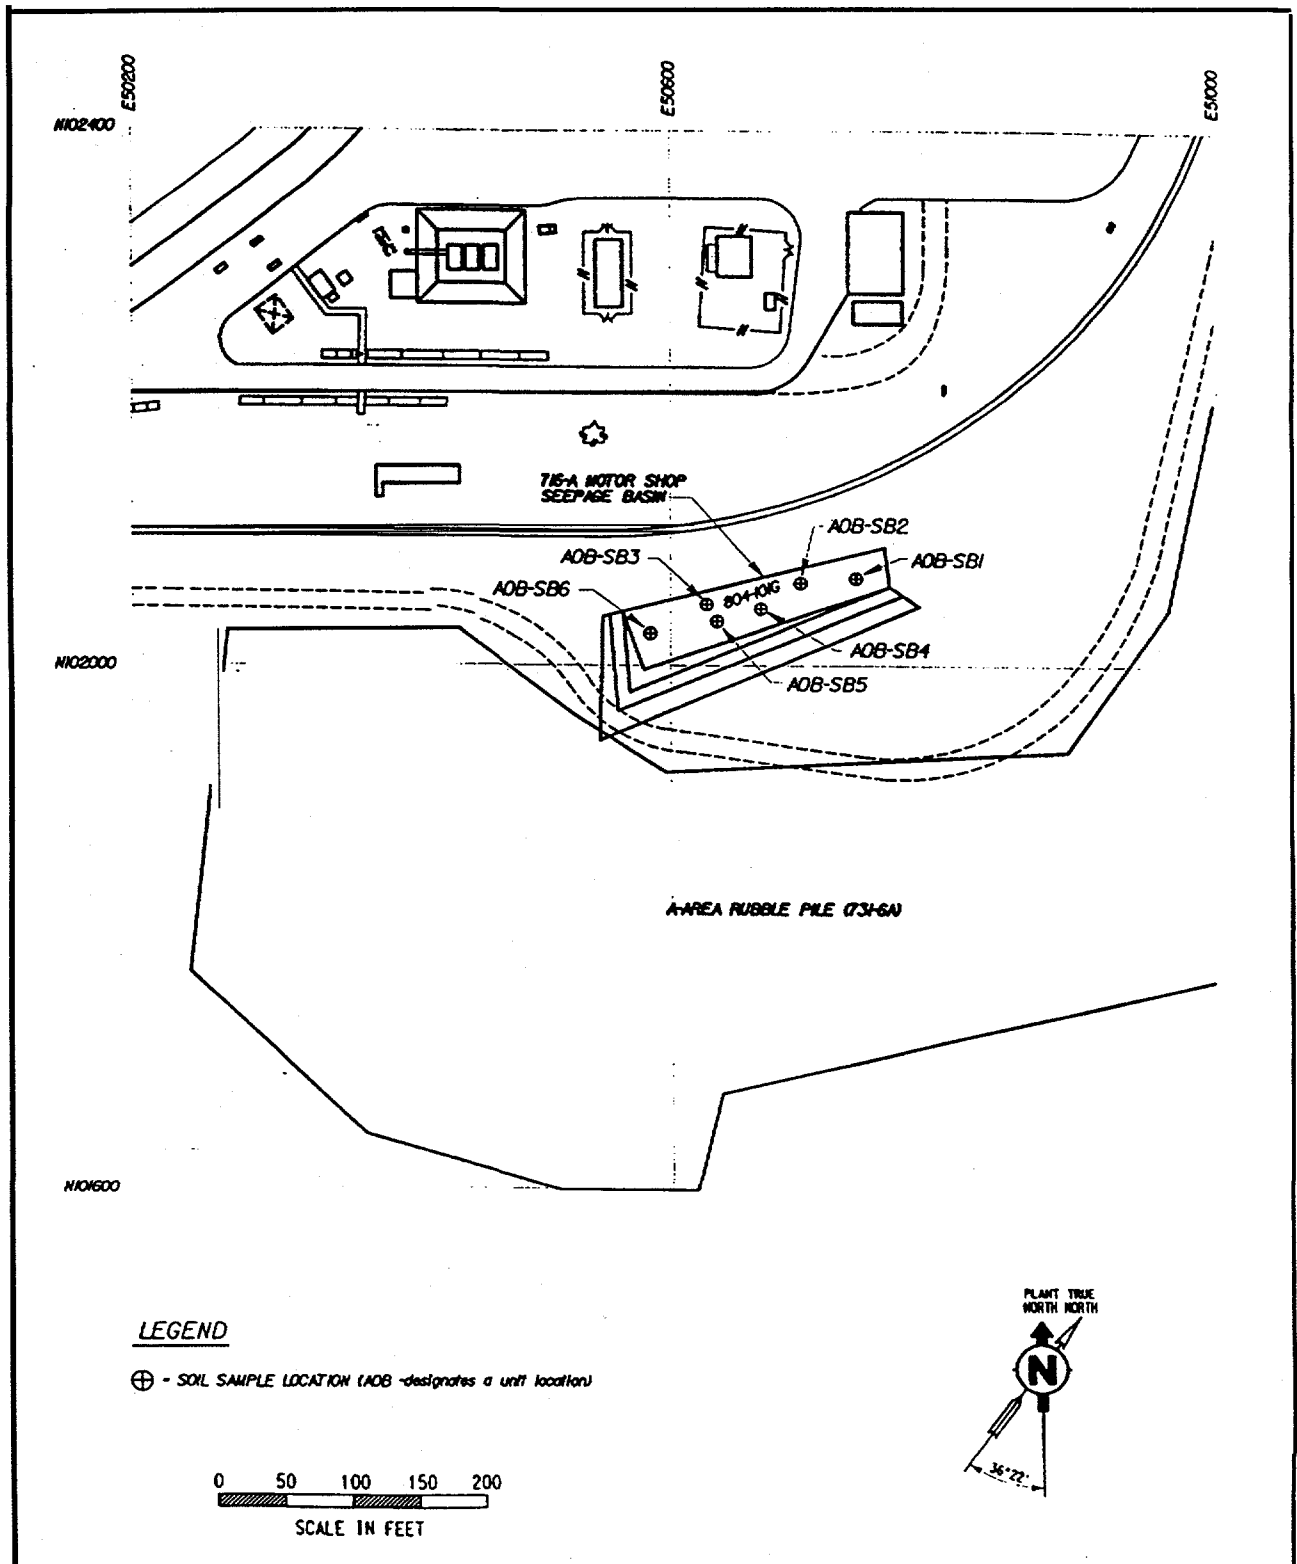 E50200
E50600
E51000
N102400
716-A MOTOR SHOP
SEEPAGE BASIN
AOB-SB2
AOB-SB3
AOB-SB1
AOB-SB6
804-101G
AOB-SB4
N102000
AOB-SB5
A-AREA RUBBLE PILE (731-6A)
N101600
PLANT TRUE
NORTH NORTH
N
36°22'
LEGEND
- SOIL SAMPLE LOCATION (AOB -designates a unit location)
0 50 100 150 200
SCALE IN FEET